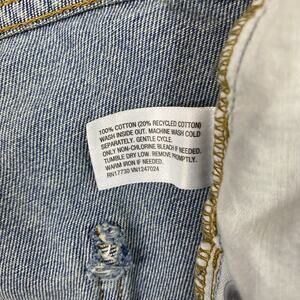 100% COTTON (20% RECYCLED COTTON)
WASH INSIDE OUT. MACHINE WASH COLD
SEPARATELY. GENTLE CYCLE.
ONLY NON-CHLORINE BLEACH IF NEEDED.
TUMBLE DRY LOW. REMOVE PROMPTLY.
WARM IRON IF NEEDED.
RN17730 VN1247024